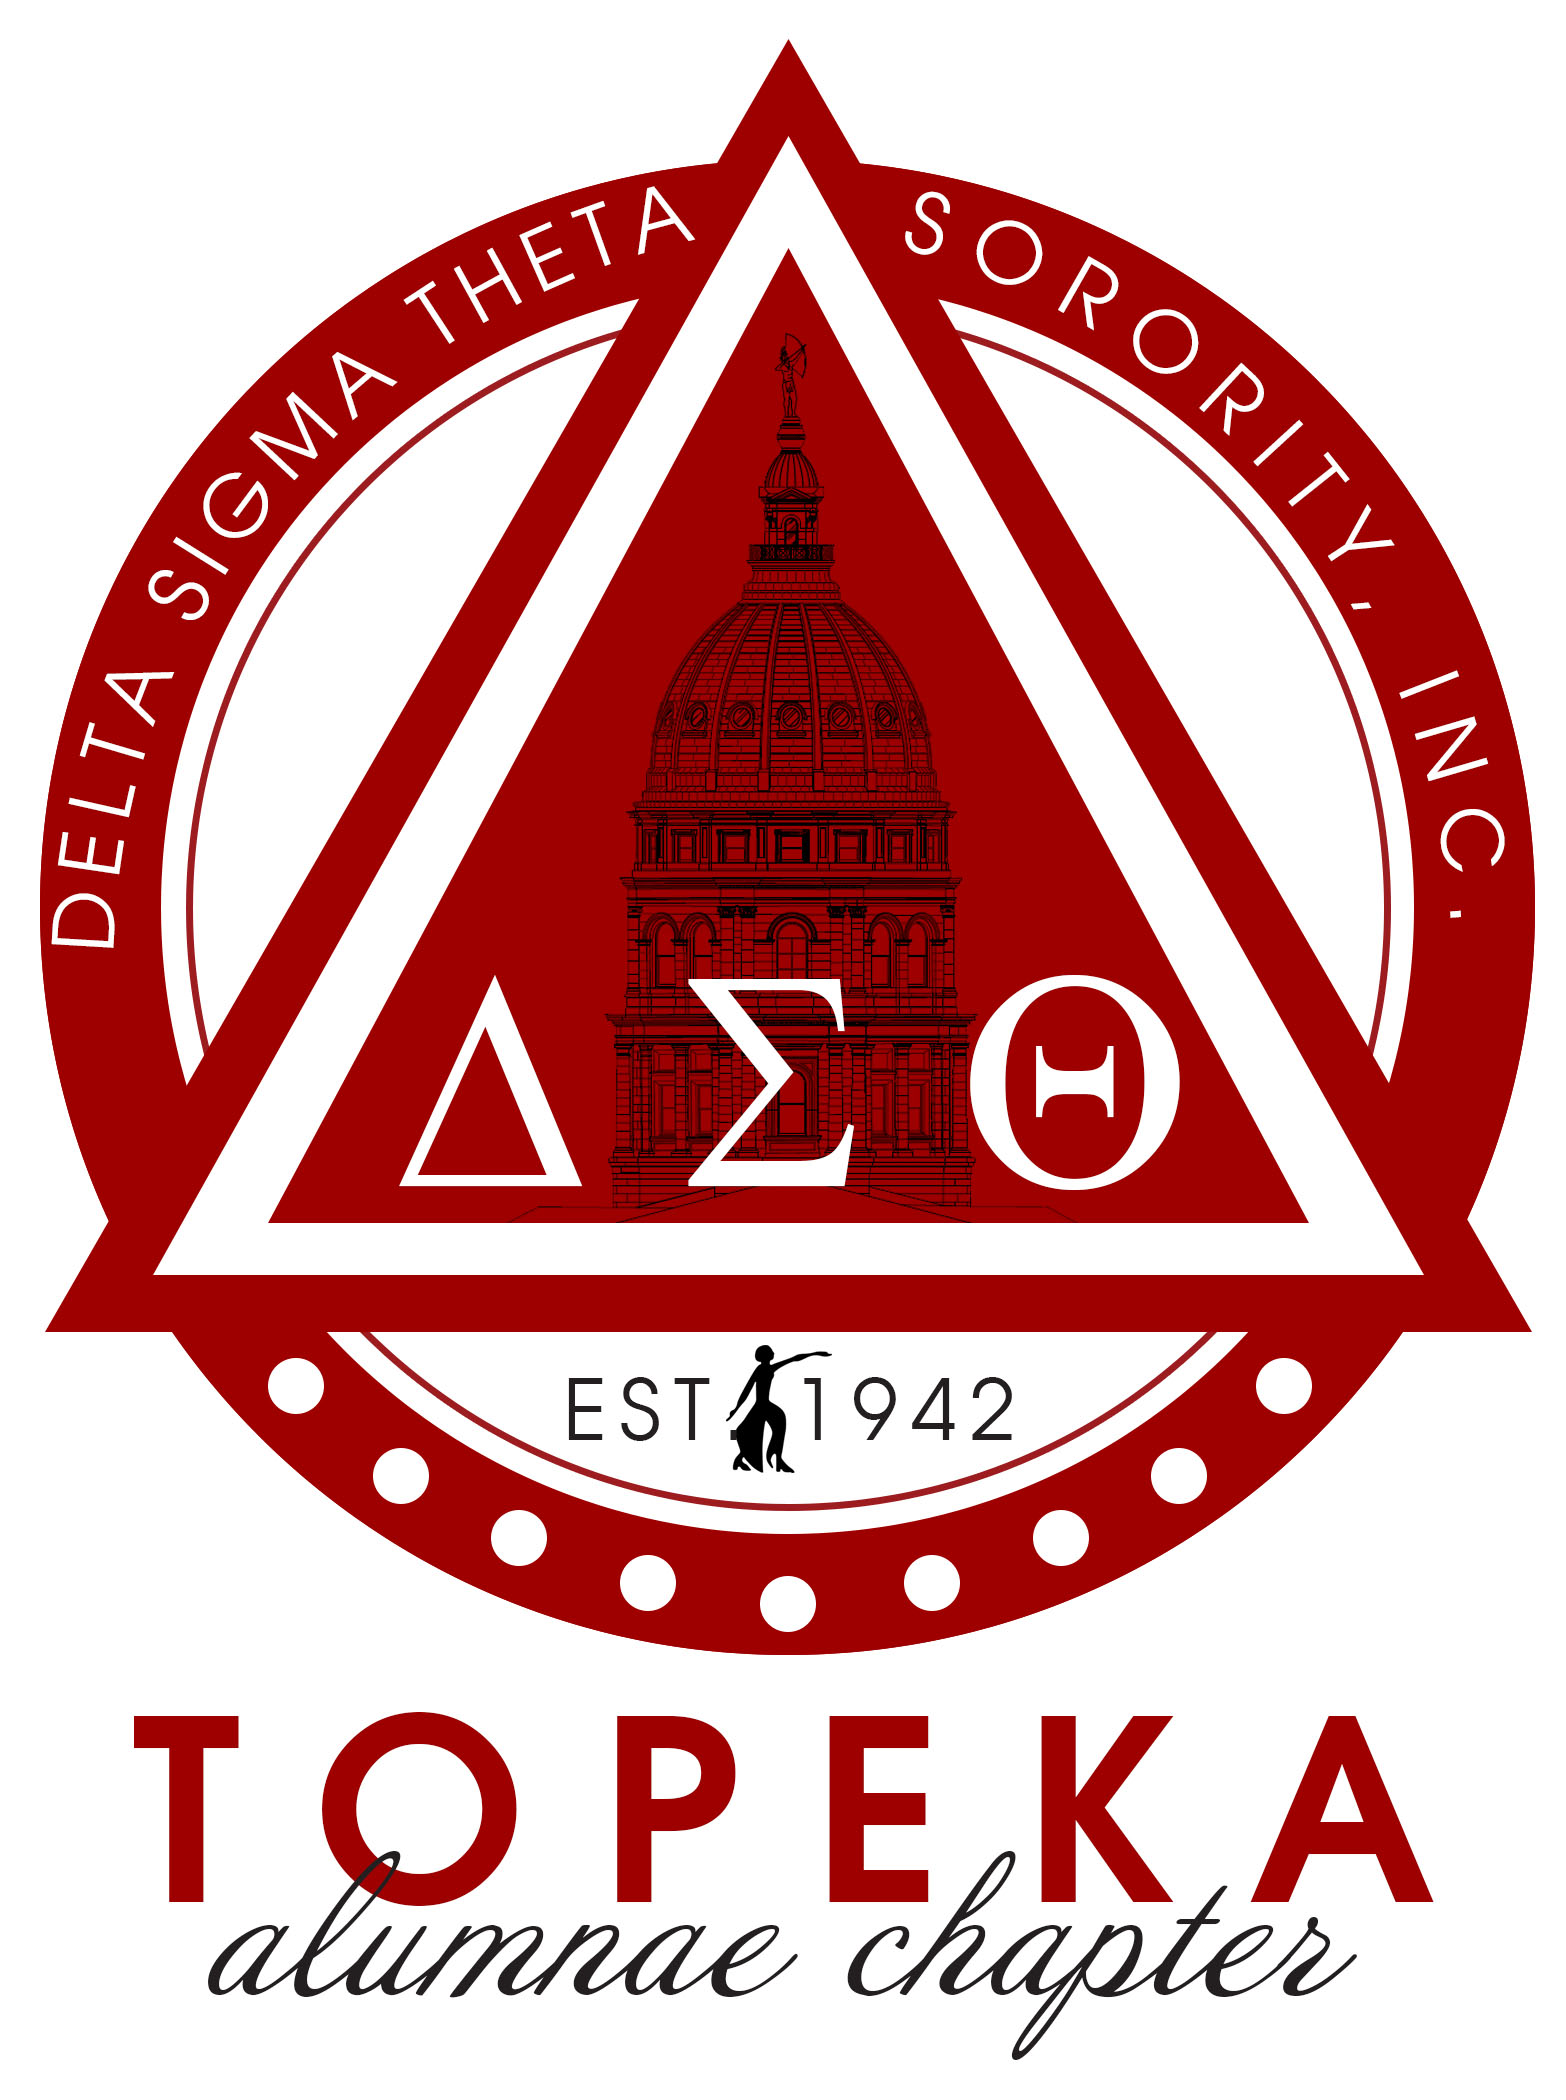 DELTA SIGMA THETA SORORITY, INC.
ΔΣΘ
EST. 1942
TOPEKA
alumnae chapter